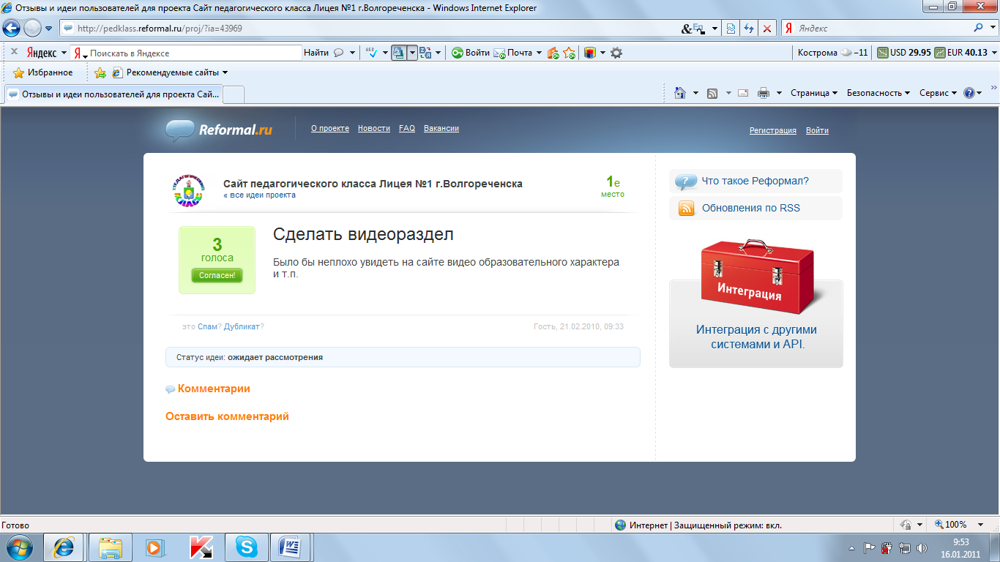 Отзывы и идеи пользователей для проекта Сайт педагогического класса Лицея №1 г.Волгореченска - Windows Internet Explorer
http://pedklass.reformal.ru/proj/?ia=43969
Яндекс
Яндекс
Поискать в Яндексе
Найти
Войти
Почта
Кострома
−11
USD 29.95
EUR 40.13
Избранное
Рекомендуемые сайты
Отзывы и идеи пользователей для проекта Сай...
Страница
Безопасность
Сервис
Reformal.ru
О проекте Новости FAQ Вакансии
Регистрация Войти
ПЕДАГОГИЧЕСКИЙ
КЛАСС
Сайт педагогического класса Лицея №1 г.Волгореченска
« все идеи проекта
1е
место
3
голоса
Согласен!
Сделать видеораздел
Было бы неплохо увидеть на сайте видео образовательного характера
и т.п.
это Спам? Дубликат?
Гость, 21.02.2010, 09:33
Статус идеи: ожидает рассмотрения
Комментарии
Оставить комментарий
Что такое Реформал?
Обновления по RSS
Интеграция
Интеграция с другими
системами и API.
Готово
Интернет | Защищенный режим: вкл.
100%
9:53
16.01.2011